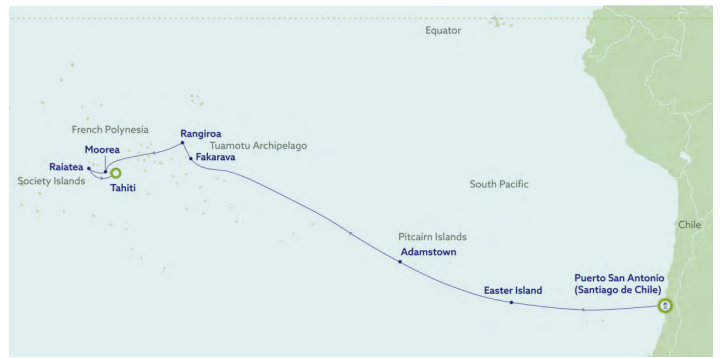 Equator
French Polynesia
Rangiroa
Tuamotu Archipelago
Moorea
Fakarava
Raiatea
Society Islands
Tahiti
South Pacific
Chile
Pitcairn Islands
Adamstown
Puerto San Antonio
(Santiago de Chile)
Easter Island